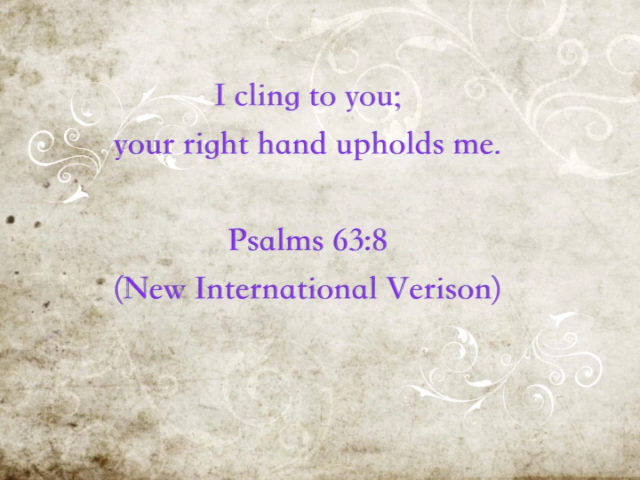 I cling to you;
your right hand upholds me.
Psalms 63:8
(New International Verison)